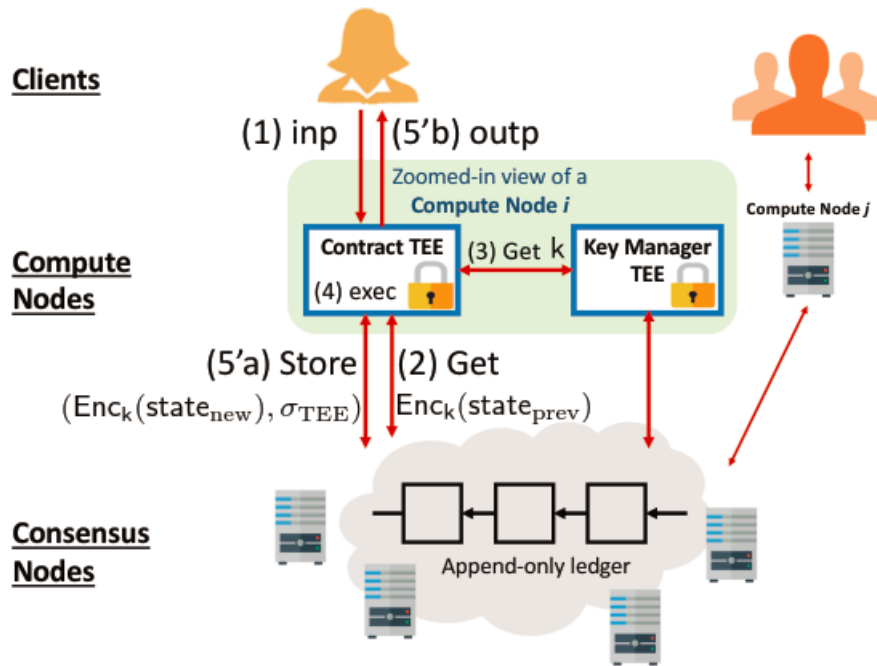 Clients
(1) inp
(5'b) outp
Zoomed-in view of a
Compute Node i
Compute Node j
Compute
Nodes
Contract TEE
(4) exec
(3) Get k
Key Manager
TEE
(5'a) Store
(Enc_k(state_new), σ_TEE)
(2) Get
Enc_k(state_prev)
Consensus
Nodes
Append-only ledger